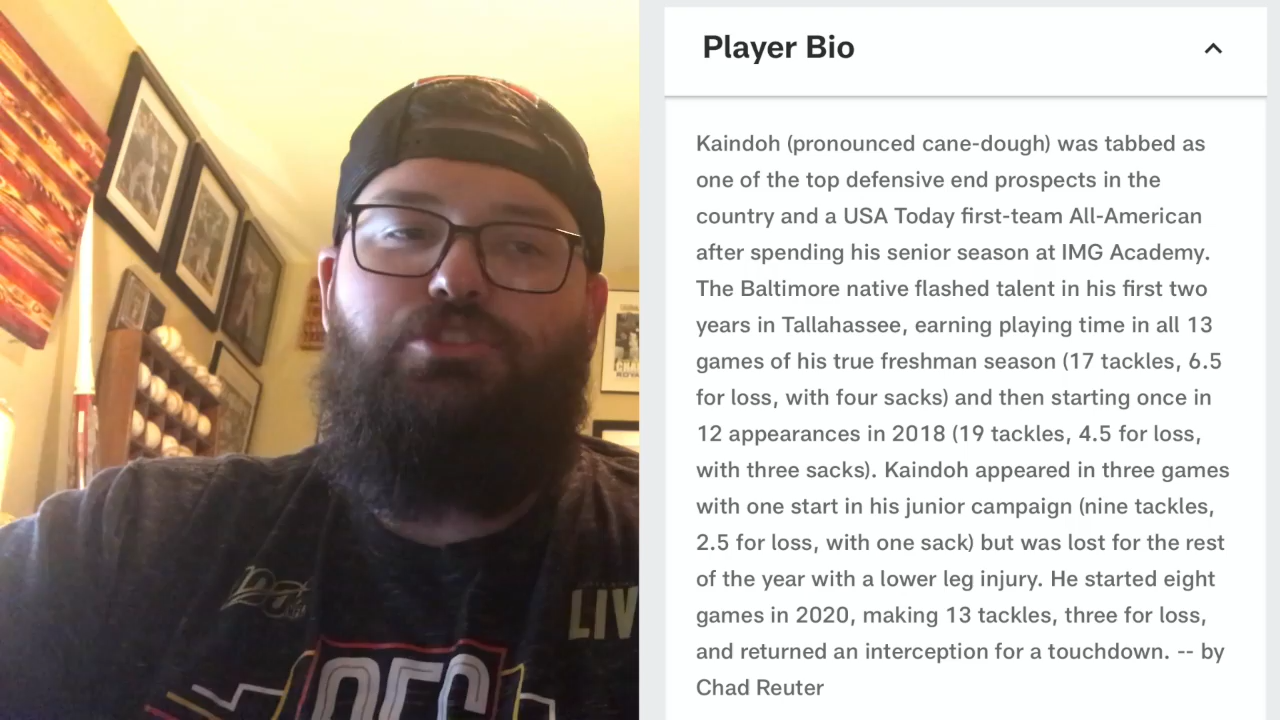 Player Bio
Kaindoh (pronounced cane-dough) was tabbed as
one of the top defensive end prospects in the
country and a USA Today first-team All-American
after spending his senior season at IMG Academy.
The Baltimore native flashed talent in his first two
years in Tallahassee, earning playing time in all 13
games of his true freshman season (17 tackles, 6.5
for loss, with four sacks) and then starting once in
12 appearances in 2018 (19 tackles, 4.5 for loss,
with three sacks). Kaindoh appeared in three games
with one start in his junior campaign (nine tackles,
2.5 for loss, with one sack) but was lost for the rest
of the year with a lower leg injury. He started eight
games in 2020, making 13 tackles, three for loss,
and returned an interception for a touchdown. -- by
Chad Reuter
LIV